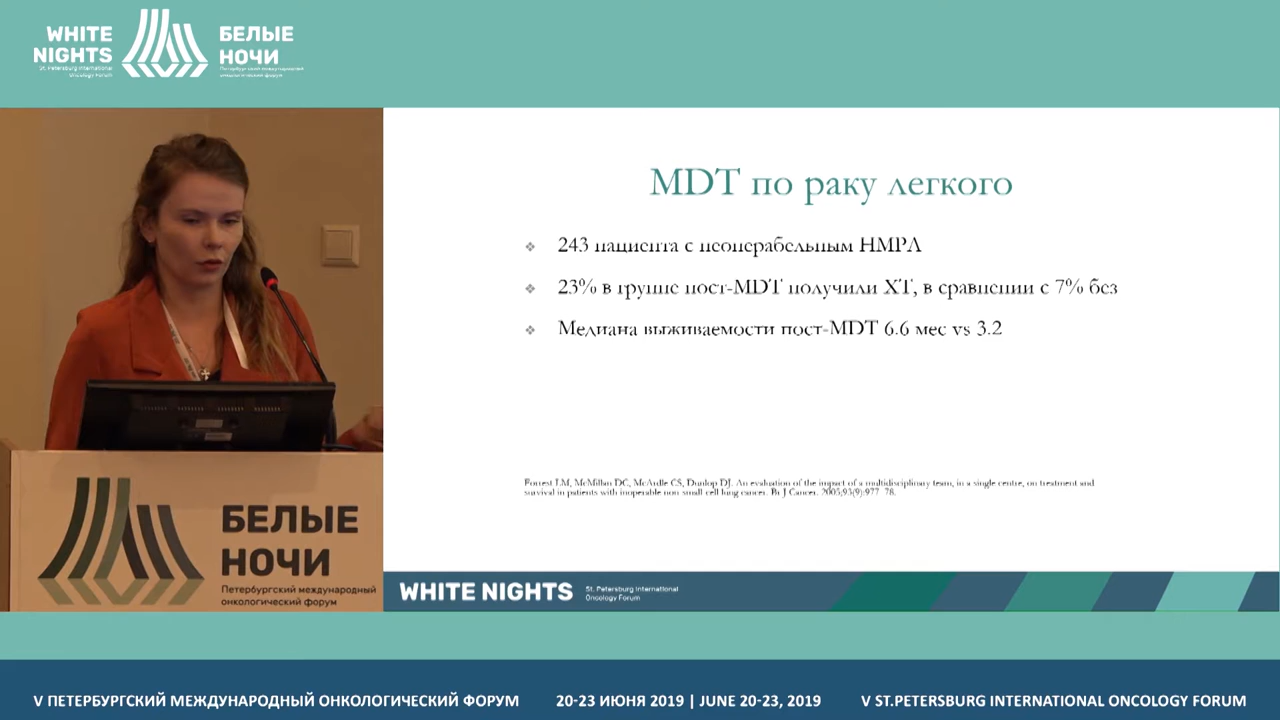 WHITE
NIGHTS
St. Petersburg International
Oncology Forum
БЕЛЫЕ
НОЧИ
Петербургский международный
онкологический форум
MDT по раку легкого
243 пациента с неоперабельным НМРЛ
23% в группе пост-MDT получили ХТ, в сравнении с 7% без
Медиана выживаемости пост-MDT 6.6 мес vs 3.2
Forrest LM, McMillan DC, McArdle CS, Dunlop DJ. An evaluation of the impact of a multidisciplinary team, in a single centre, on treatment and
survival in patients with inoperable non-small-cell lung cancer. Br J Cancer. 2005;93(9):977–78.
БЕЛЫЕ
НОЧИ
Петербургский международный
онкологический форум
WHITE NIGHTS
St. Petersburg International
Oncology Forum
V ПЕТЕРБУРГСКИЙ МЕЖДУНАРОДНЫЙ ОНКОЛОГИЧЕСКИЙ ФОРУМ 20-23 ИЮНЯ 2019 | JUNE 20-23, 2019 V ST.PETERSBURG INTERNATIONAL ONCOLOGY FORUM